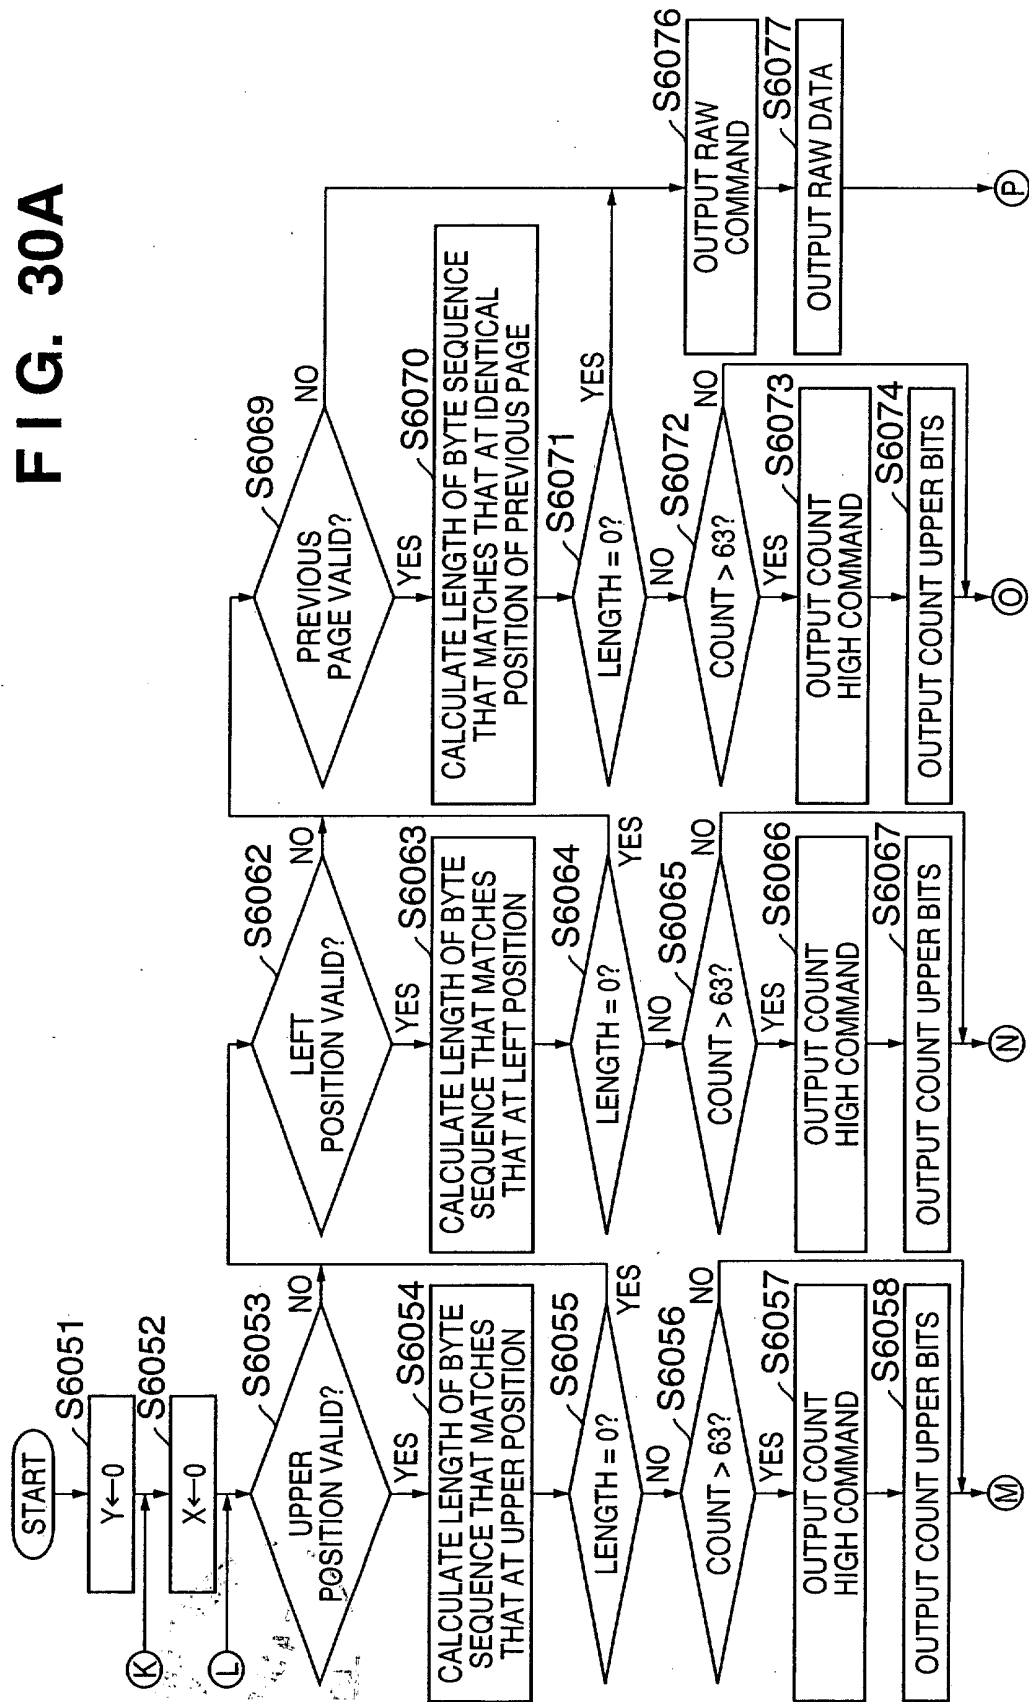 FIG. 30A
START
S6051
Y←0
K
S6052
X←0
L
S6053
UPPER
POSITION VALID?
NO
YES
S6054
CALCULATE LENGTH OF BYTE
SEQUENCE THAT MATCHES
THAT AT UPPER POSITION
S6055
LENGTH = 0?
YES
NO
S6056
COUNT > 63?
NO
YES
S6057
OUTPUT COUNT
HIGH COMMAND
S6058
OUTPUT COUNT UPPER BITS
M
S6062
LEFT
POSITION VALID?
NO
YES
S6063
CALCULATE LENGTH OF BYTE
SEQUENCE THAT MATCHES
THAT AT LEFT POSITION
S6064
LENGTH = 0?
YES
NO
S6065
COUNT > 63?
NO
YES
S6066
OUTPUT COUNT
HIGH COMMAND
S6067
OUTPUT COUNT UPPER BITS
N
S6069
PREVIOUS
PAGE VALID?
NO
YES
S6070
CALCULATE LENGTH OF BYTE SEQUENCE
THAT MATCHES THAT AT IDENTICAL
POSITION OF PREVIOUS PAGE
S6071
LENGTH = 0?
YES
NO
S6072
COUNT > 63?
NO
YES
S6073
OUTPUT COUNT
HIGH COMMAND
S6074
OUTPUT COUNT UPPER BITS
O
S6076
OUTPUT RAW
COMMAND
S6077
OUTPUT RAW DATA
P